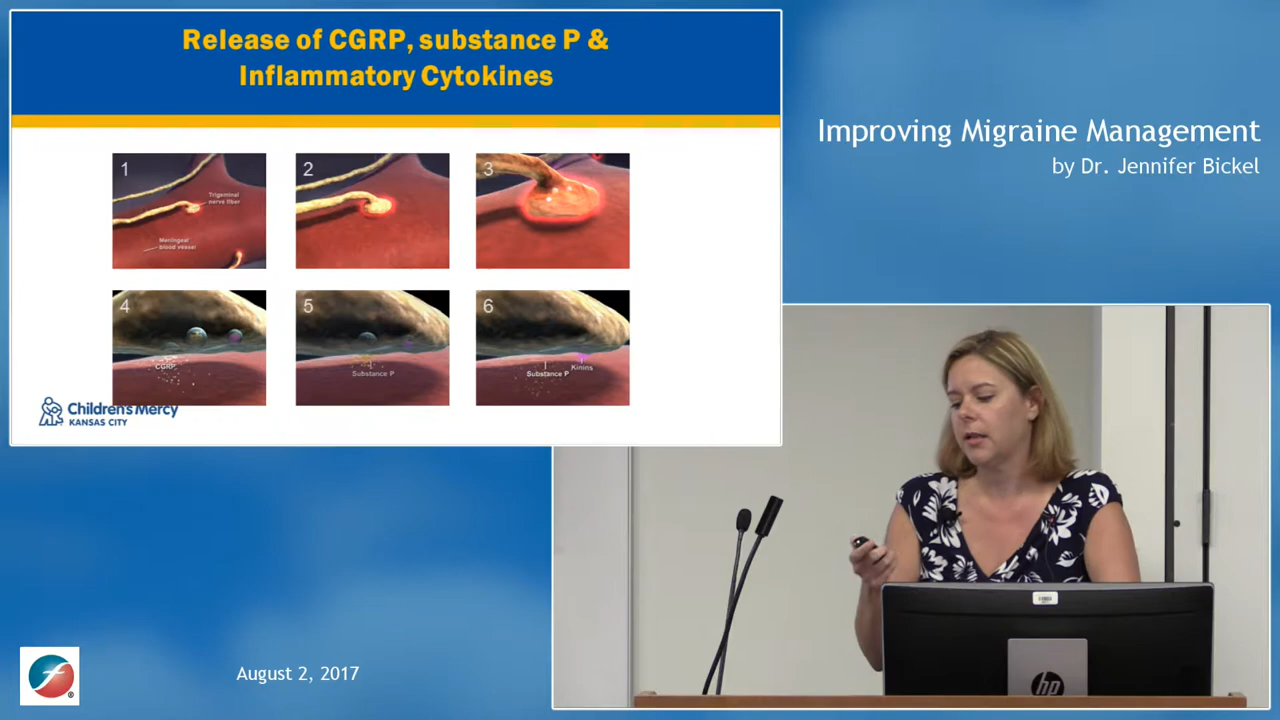 Release of CGRP, substance P &
Inflammatory Cytokines
1
Trigeminal
nerve fiber
Meningeal
blood vessel
2
3
4
CGRP
5
Substance P
6
Substance P
Kinins
Children's Mercy
KANSAS CITY
Improving Migraine Management
by Dr. Jennifer Bickel
hp
August 2, 2017
®